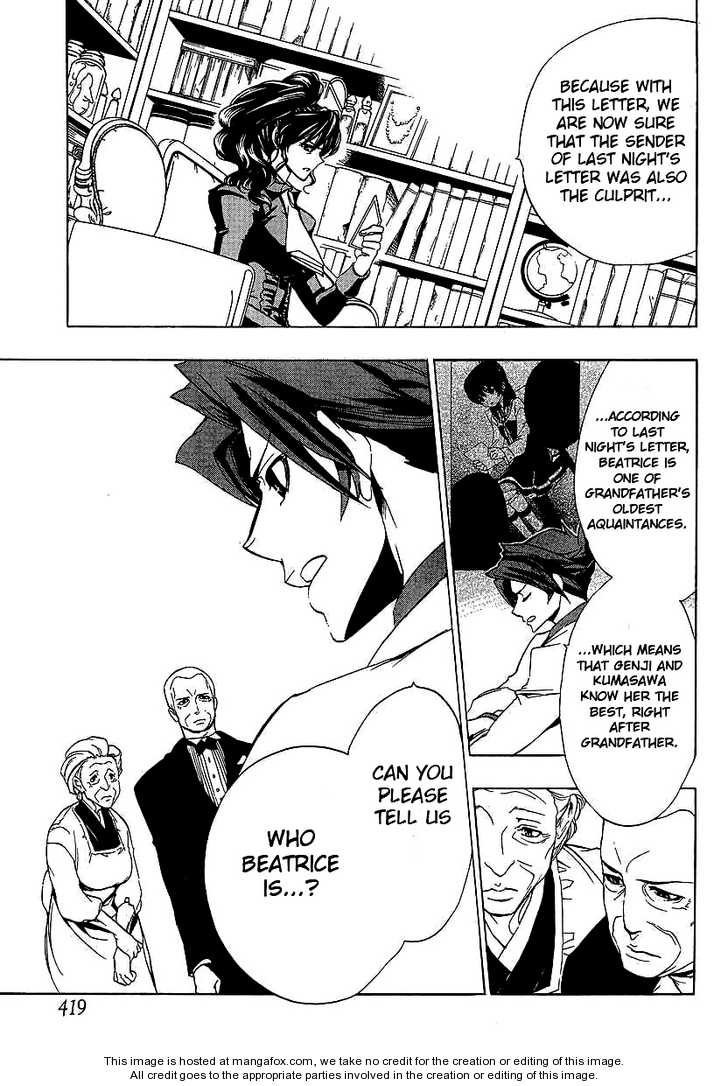 BECAUSE WITH
THIS LETTER, WE
ARE NOW SURE
THAT THE SENDER
OF LAST NIGHT'S
LETTER WAS ALSO
THE CULPRIT...
...ACCORDING
TO LAST
NIGHT'S LETTER,
BEATRICE IS
ONE OF
GRANDFATHER'S
OLDEST
AQUAINTANCES.
...WHICH MEANS
THAT GENJI AND
KUMASAWA
KNOW HER THE
BEST, RIGHT
AFTER
GRANDFATHER.
CAN YOU
PLEASE
TELL US
WHO
BEATRICE
IS...?
419
This image is hosted at mangafox.com, we take no credit for the creation or editing of this image.
All credit goes to the appropriate parties involved in the creation or editing of this image.